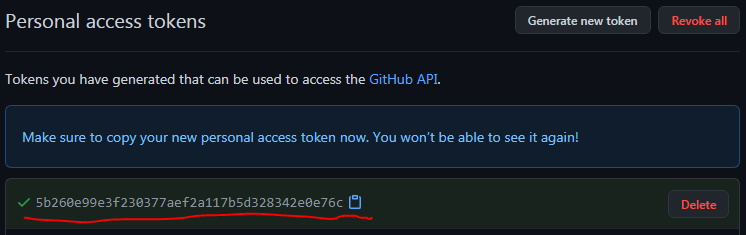 Personal access tokens
Generate new token
Revoke all
Tokens you have generated that can be used to access the GitHub API.
Make sure to copy your new personal access token now. You won't be able to see it again!
5b260e99e3f230377aef2a117b5d328342e0e76c
Delete